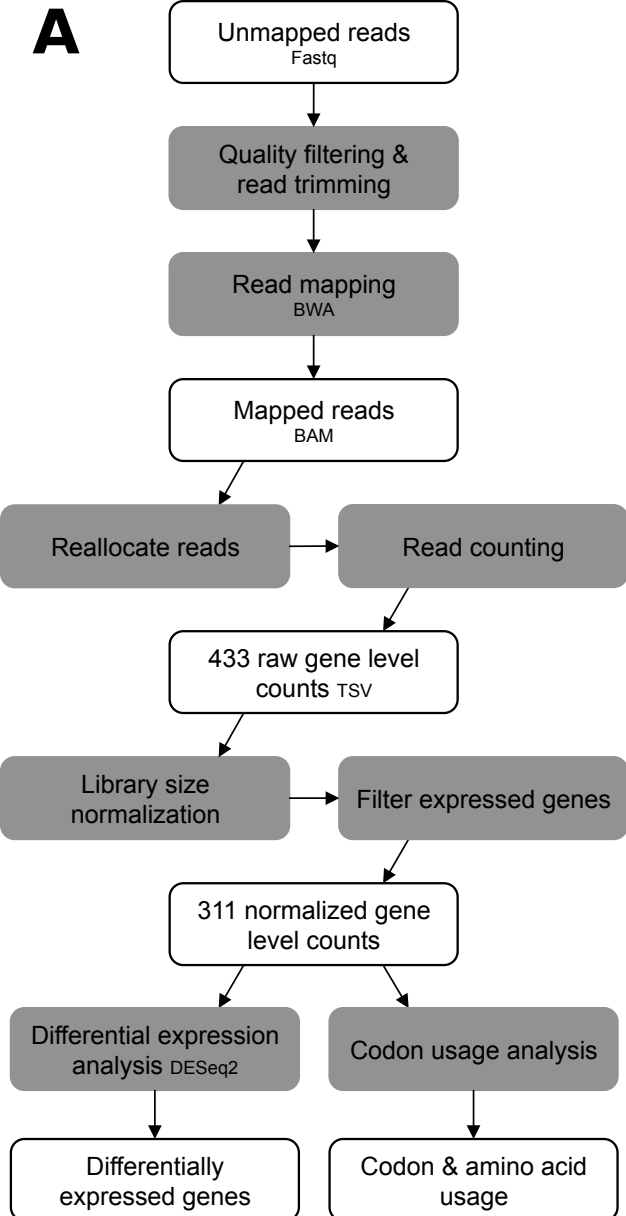 A
Unmapped reads
Fastq
Quality filtering &
read trimming
Read mapping
BWA
Mapped reads
BAM
Reallocate reads
Read counting
433 raw gene level
counts TSV
Library size
normalization
Filter expressed genes
311 normalized gene
level counts
Differential expression
analysis DESeq2
Codon usage analysis
Differentially
expressed genes
Codon & amino acid
usage